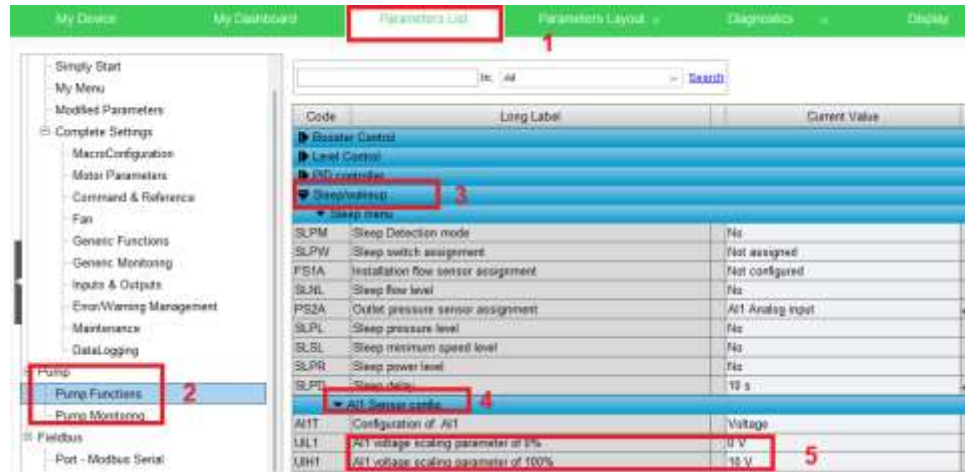 My Device My Dashboard Parameters List Parameters Layout Diagnostics Display
1
Simply Start
My Menu
Modified Parameters
Complete Settings
MacroConfiguration
Motor Parameters
Command & Reference
Fan
Generic Functions
Generic Monitoring
Inputs & Outputs
Error/Warning Management
Maintenance
DataLogging
Pump
Pump Functions 2
Pump Monitoring
Fieldbus
Port - Modbus Serial
In: All Search
Code Long Label Current Value
Booster Control
Level Control
PID controller
Sleep/wakeup 3
Sleep menu
SLPM Sleep Detection mode No
SLPW Sleep switch assignment Not assigned
FS1A Installation flow sensor assignment Not configured
SLNL Sleep flow level No
PS2A Outlet pressure sensor assignment AI1 Analog input
SLPL Sleep pressure level No
SLSL Sleep minimum speed level No
SLPR Sleep power level No
SLPD Sleep delay 10 s
AI1 Sensor config. 4
AI1T Configuration of AI1 Voltage
UIL1 AI1 voltage scaling parameter of 0% 0 V
UIH1 AI1 voltage scaling parameter of 100% 10 V
5